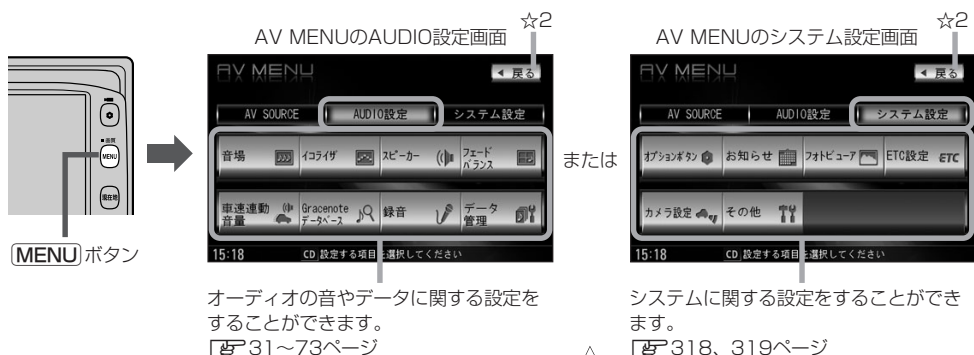 ☆2
AV MENUのAUDIO設定画面
AV MENU
戻る
AV SOURCE
AUDIO設定
システム設定
音場
イコライザ
スピーカー
フェード
バランス
車速連動
音量
Gracenote
データベース
録音
データ
管理
15:18
CD 設定する項目を選択してください
MENU
現在地
MENU ボタン
オーディオの音やデータに関する設定を
することができます。
31〜73ページ
または
☆2
AV MENUのシステム設定画面
AV MENU
戻る
AV SOURCE
AUDIO設定
システム設定
オプションボタン
お知らせ
フォトビューア
ETC設定
ETC
カメラ設定
その他
15:18
CD 設定する項目を選択してください
システムに関する設定をすることができ
ます。
318、319ページ